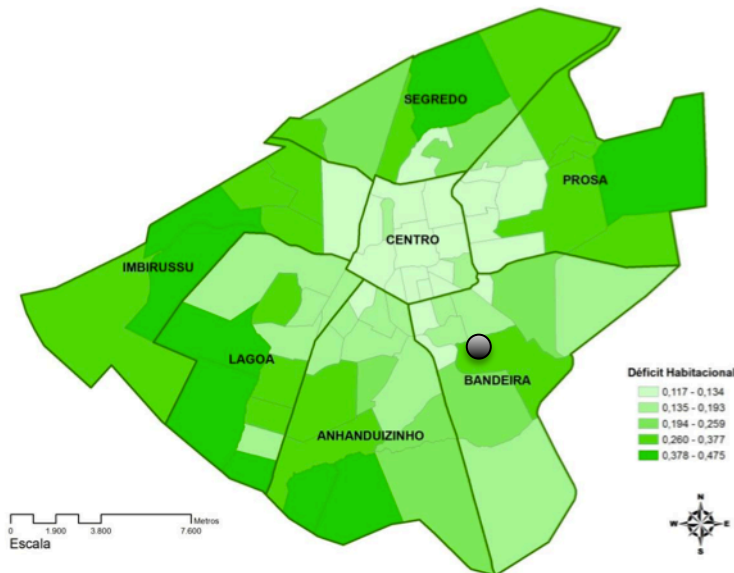 SEGREDO
PROSA
CENTRO
IMBIRUSSU
LAGOA
BANDEIRA
ANHANDUIZINHO
Déficit Habitacional
0,117 - 0,134
0,135 - 0,193
0,194 - 0,259
0,260 - 0,377
0,378 - 0,475
Metros
0 1.900 3.800 7.600
Escala
N
W E
S